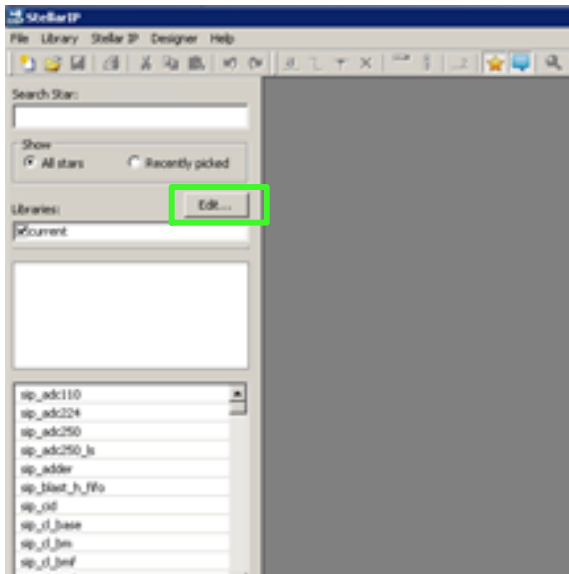 StellarIP
File Library Stellar IP Designer Help
Search Star:
Show
All stars Recently picked
Libraries: Edit...
current
sip_adc110
sip_adc224
sip_adc250
sip_adc250_ls
sip_adder
sip_blast_h_fifo
sip_cid
sip_cl_base
sip_cl_bm
sip_cl_bmf